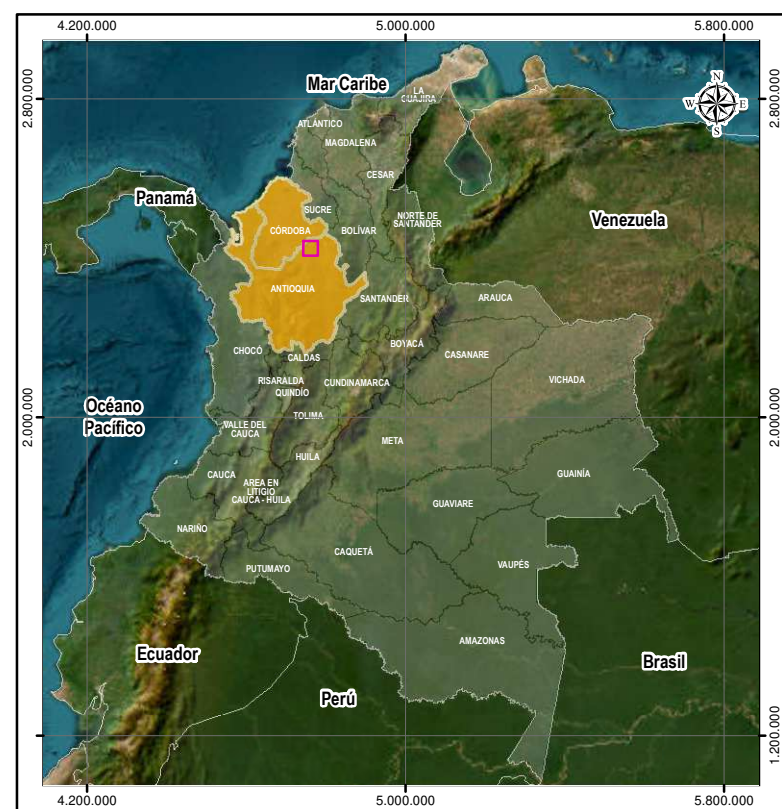 4.200.000
5.000.000
5.800.000
2.800.000
2.800.000
Mar Caribe
LA
GUAJIRA
N
W
E
S
ATLÁNTICO
MAGDALENA
CESAR
Panamá
SUCRE
NORTE DE
SANTANDER
Venezuela
CÓRDOBA
BOLÍVAR
ANTIOQUIA
SANTANDER
ARAUCA
CHOCÓ
BOYACÁ
CALDAS
CASANARE
RISARALDA
CUNDINAMARCA
VICHADA
QUINDÍO
Océano
Pacífico
TOLIMA
2.000.000
2.000.000
VALLE DEL
CAUCA
META
HUILA
CAUCA
GUAINÍA
AREA EN
LITIGIO
CAUCA - HUILA
GUAVIARE
NARIÑO
CAQUETÁ
VAUPÉS
PUTUMAYO
AMAZONAS
Ecuador
Brasil
Perú
1.200.000
1.200.000
4.200.000
5.000.000
5.800.000